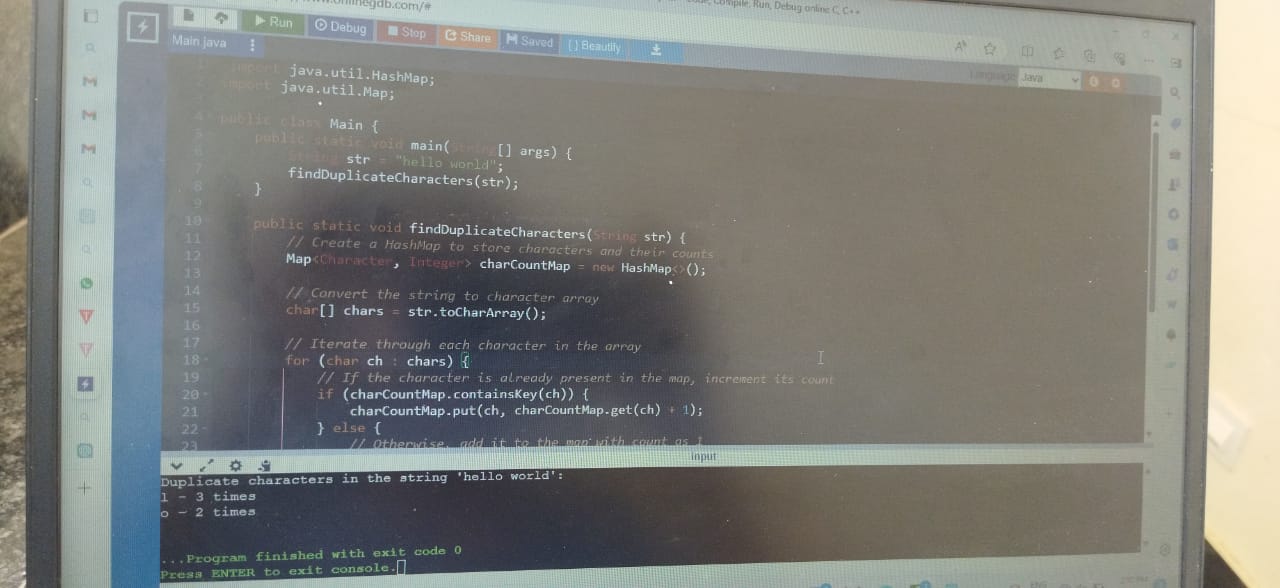 onlinegdb.com/#
Compile, Run, Debug online C, C++
Run Debug Stop Share Saved { } Beautify
Language Java
Main.java
import java.util.HashMap;
import java.util.Map;
4 public class Main {
5 public static void main(String[] args) {
6 String str = "hello world";
7 findDuplicateCharacters(str);
8 }
9
10 public static void findDuplicateCharacters(String str) {
11 // Create a HashMap to store characters and their counts
12 Map<Character, Integer> charCountMap = new HashMap<>();
13
14 // Convert the string to character array
15 char[] chars = str.toCharArray();
16
17 // Iterate through each character in the array
18 for (char ch : chars) {
19 // If the character is already present in the map, increment its count
20 if (charCountMap.containsKey(ch)) {
21 charCountMap.put(ch, charCountMap.get(ch) + 1);
22 } else {
23 // Otherwise, add it to the map with count as 1
input
Duplicate characters in the string 'hello world':
l - 3 times
o - 2 times
...Program finished with exit code 0
Press ENTER to exit console.
ENG